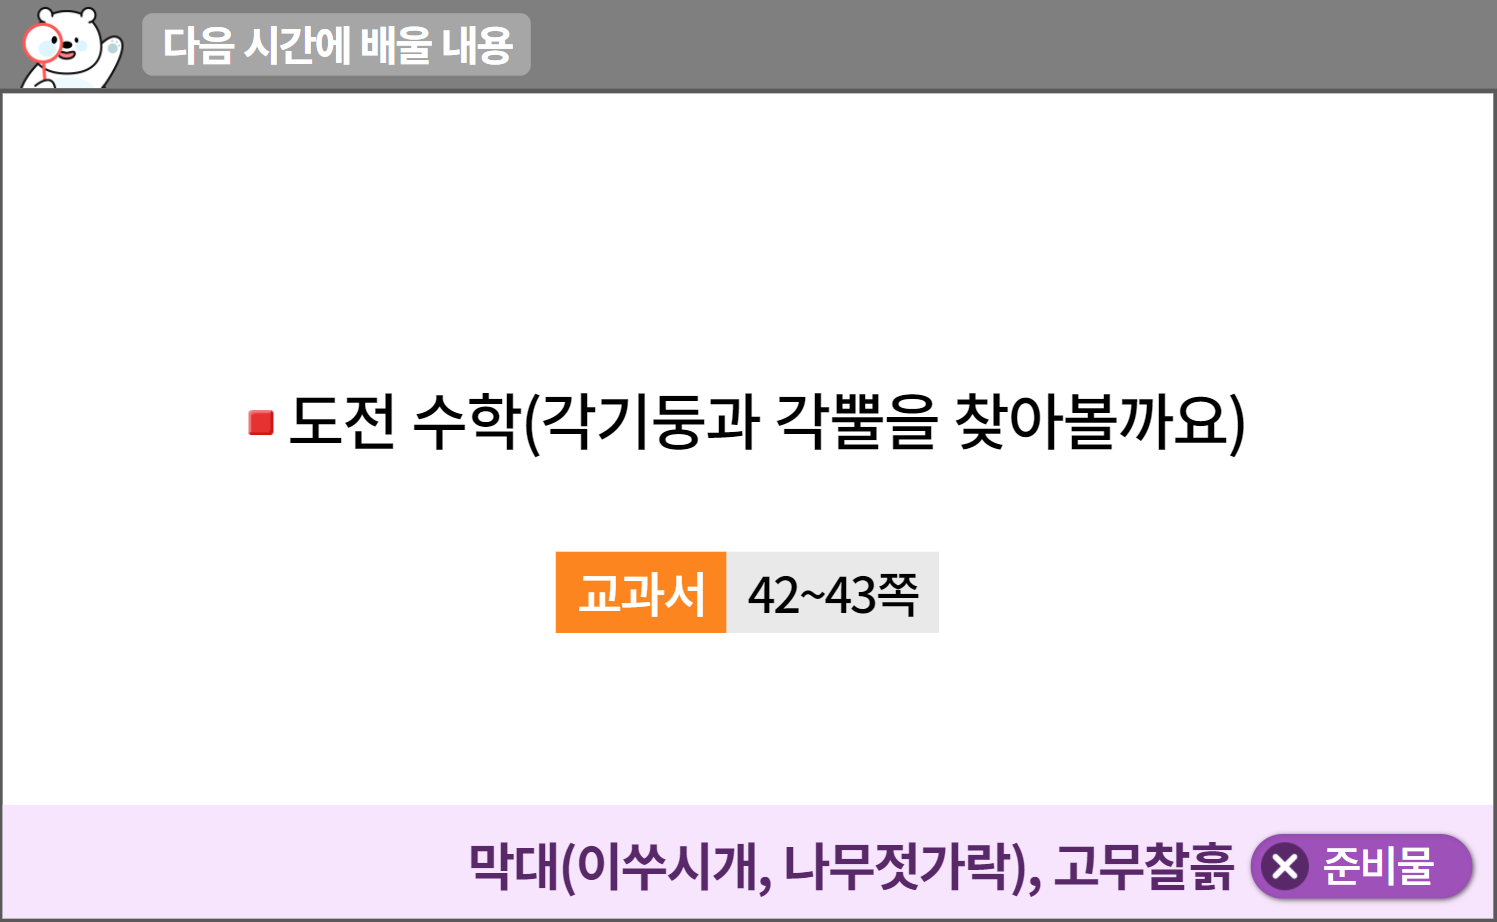 다음 시간에 배울 내용
도전 수학(각기둥과 각뿔을 찾아볼까요)
교과서 42~43쪽
막대(이쑤시개, 나무젓가락), 고무찰흙 준비물